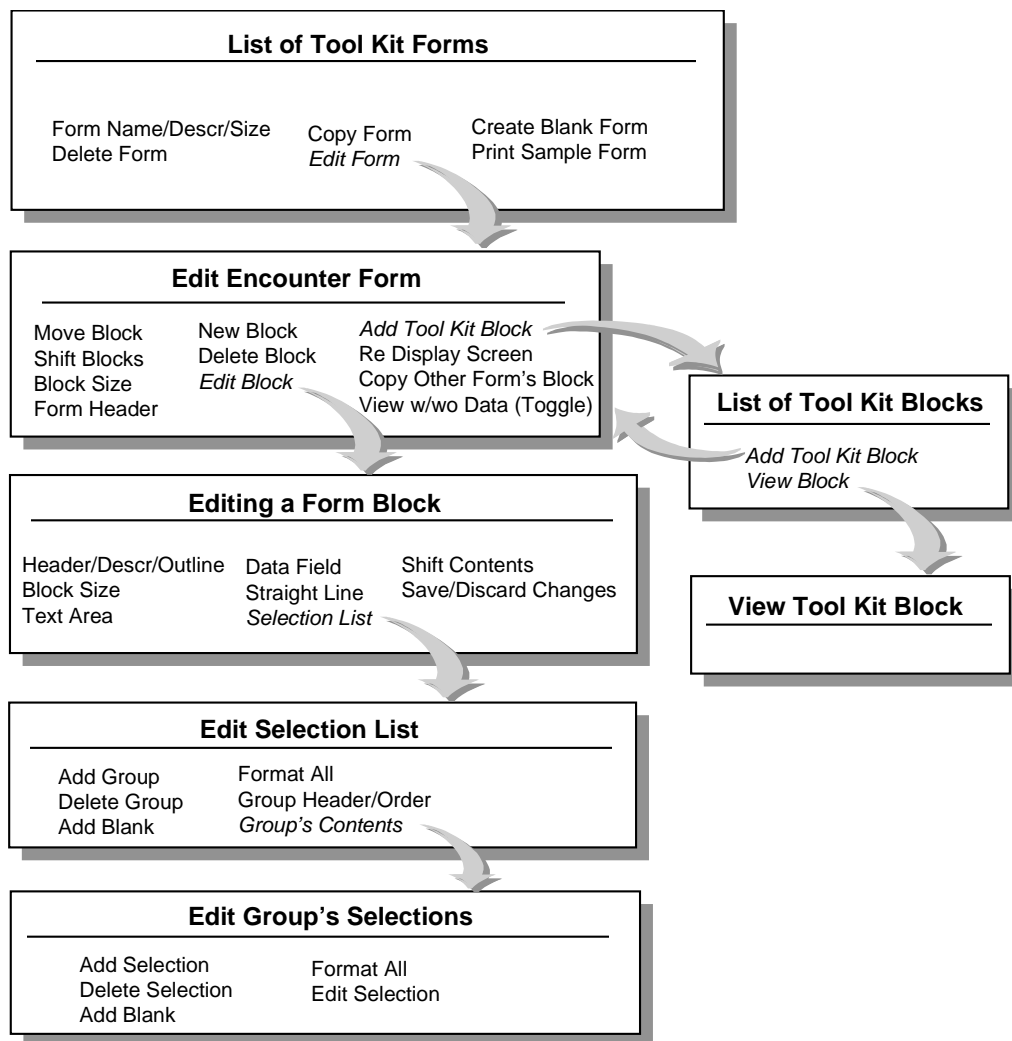 List of Tool Kit Forms
Form Name/Descr/Size
Delete Form
Copy Form
Edit Form
Create Blank Form
Print Sample Form
Edit Encounter Form
Move Block
Shift Blocks
Block Size
Form Header
New Block
Delete Block
Edit Block
Add Tool Kit Block
Re Display Screen
Copy Other Form's Block
View w/wo Data (Toggle)
List of Tool Kit Blocks
Add Tool Kit Block
View Block
View Tool Kit Block
Editing a Form Block
Header/Descr/Outline
Block Size
Text Area
Data Field
Straight Line
Selection List
Shift Contents
Save/Discard Changes
Edit Selection List
Add Group
Delete Group
Add Blank
Format All
Group Header/Order
Group's Contents
Edit Group's Selections
Add Selection
Delete Selection
Add Blank
Format All
Edit Selection